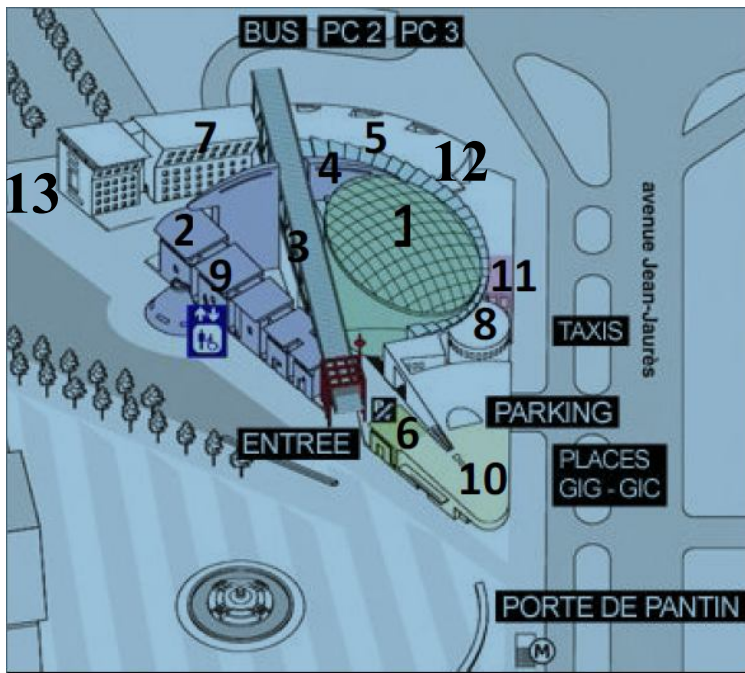 BUS PC 2 PC 3
7
5
4
12
13
1
2
3
9
11
8
avenue Jean-Jaurès
TAXIS
PARKING
6
ENTREE
10
PLACES
GIG - GIC
PORTE DE PANTIN
M